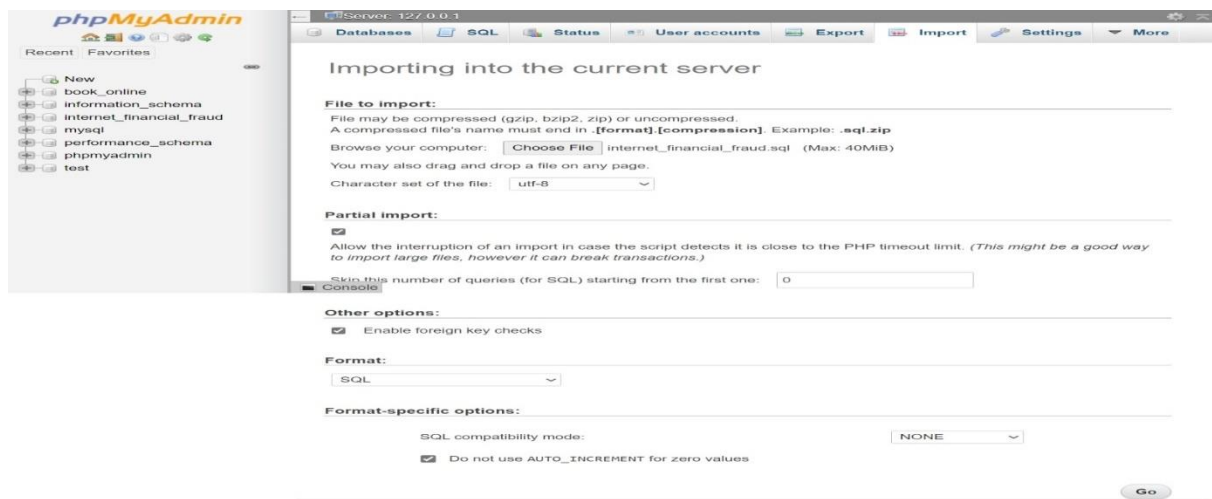 phpMyAdmin
Recent Favorites
New
book_online
information_schema
internet_financial_fraud
mysql
performance_schema
phpmyadmin
test
Server: 127.0.0.1
Databases SQL Status User accounts Export Import Settings More
Importing into the current server
File to import:
File may be compressed (gzip, bzip2, zip) or uncompressed.
A compressed file's name must end in .[format].[compression]. Example: .sql.zip
Browse your computer: Choose File internet_financial_fraud.sql (Max: 40MiB)
You may also drag and drop a file on any page.
Character set of the file: utf-8
Partial import:
Allow the interruption of an import in case the script detects it is close to the PHP timeout limit. (This might be a good way
to import large files, however it can break transactions.)
Skip this number of queries (for SQL) starting from the first one: 0
Console
Other options:
Enable foreign key checks
Format:
SQL
Format-specific options:
SQL compatibility mode: NONE
Do not use AUTO_INCREMENT for zero values
Go